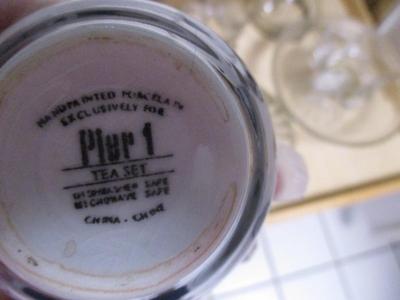 HANDPAINTED PORCELAIN
EXCLUSIVELY FOR
Pier 1
TEA SET
DISHWASHER SAFE
MICROWAVE SAFE
CHINA · CHINE